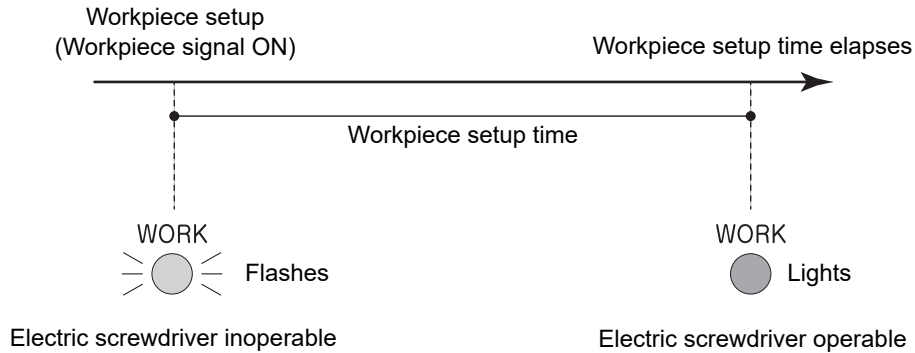 Workpiece setup
(Workpiece signal ON)
Workpiece setup time elapses
Workpiece setup time
WORK
Flashes
WORK
Lights
Electric screwdriver inoperable
Electric screwdriver operable